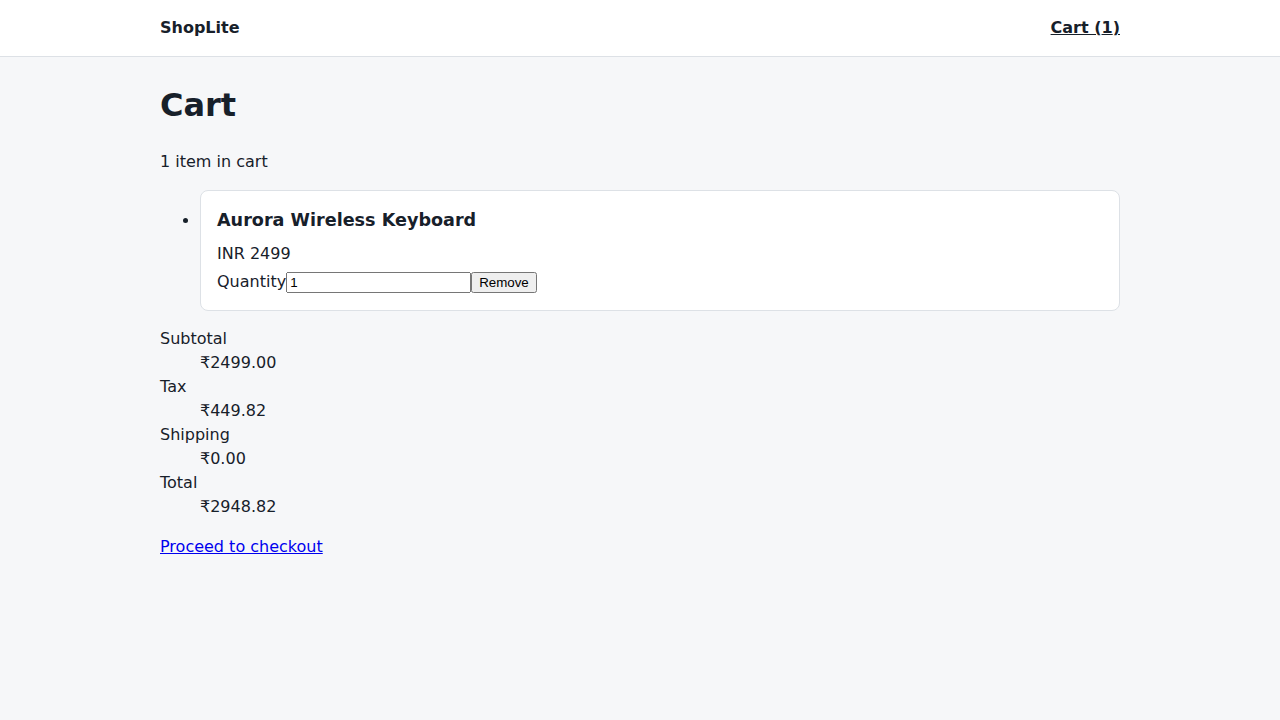 ShopLite
Cart (1)
Cart
1 item in cart
Aurora Wireless Keyboard
INR 2499
Quantity 1 Remove
Subtotal
₹2499.00
Tax
₹449.82
Shipping
₹0.00
Total
₹2948.82
Proceed to checkout